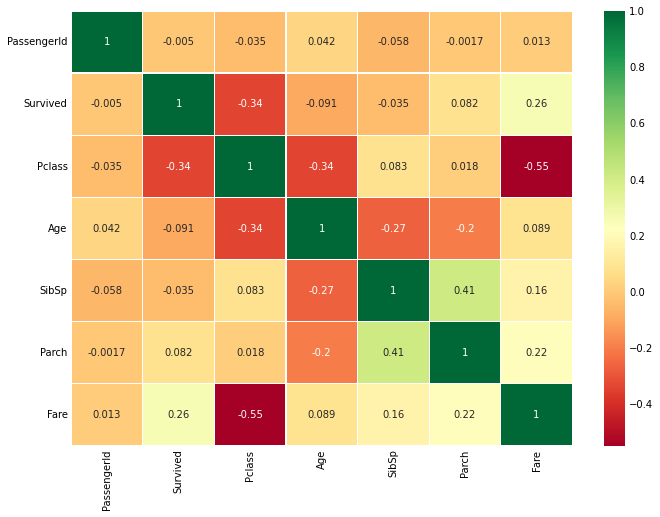 PassengerId 1 -0.005 -0.035 0.042 -0.058 -0.0017 0.013
Survived -0.005 1 -0.34 -0.091 -0.035 0.082 0.26
Pclass -0.035 -0.34 1 -0.34 0.083 0.018 -0.55
Age 0.042 -0.091 -0.34 1 -0.27 -0.2 0.089
SibSp -0.058 -0.035 0.083 -0.27 1 0.41 0.16
Parch -0.0017 0.082 0.018 -0.2 0.41 1 0.22
Fare 0.013 0.26 -0.55 0.089 0.16 0.22 1
PassengerId Survived Pclass Age SibSp Parch Fare
1.0
0.8
0.6
0.4
0.2
0.0
−0.2
−0.4